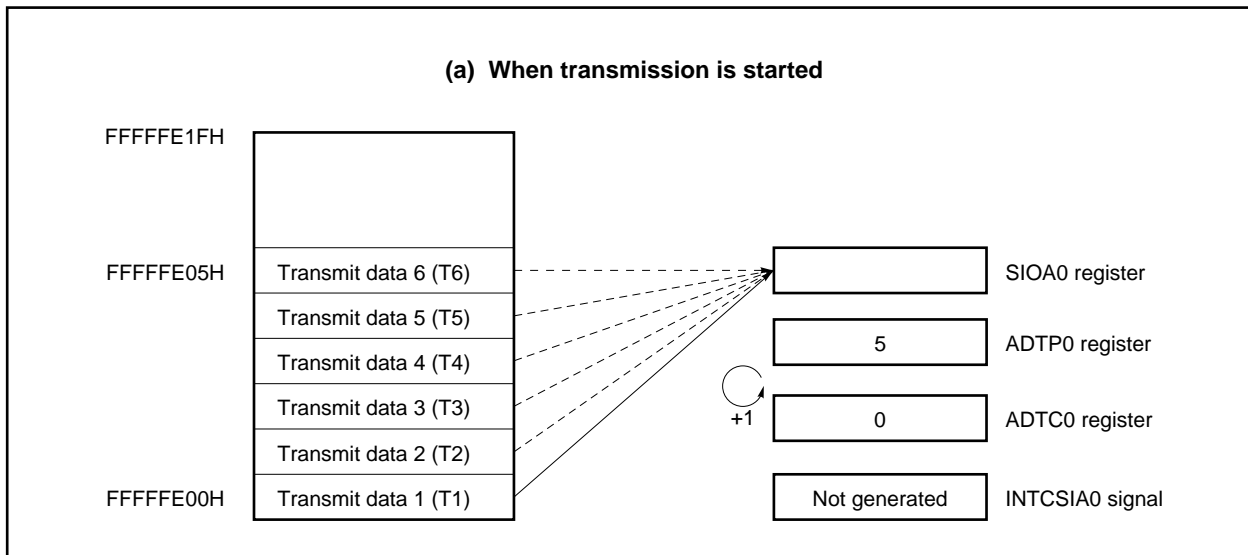 (a) When transmission is started
FFFFFE1FH
FFFFFE05H
Transmit data 6 (T6)
SIOA0 register
Transmit data 5 (T5)
5
ADTP0 register
Transmit data 4 (T4)
Transmit data 3 (T3)
+1
0
ADTC0 register
Transmit data 2 (T2)
FFFFFE00H
Transmit data 1 (T1)
Not generated
INTCSIA0 signal